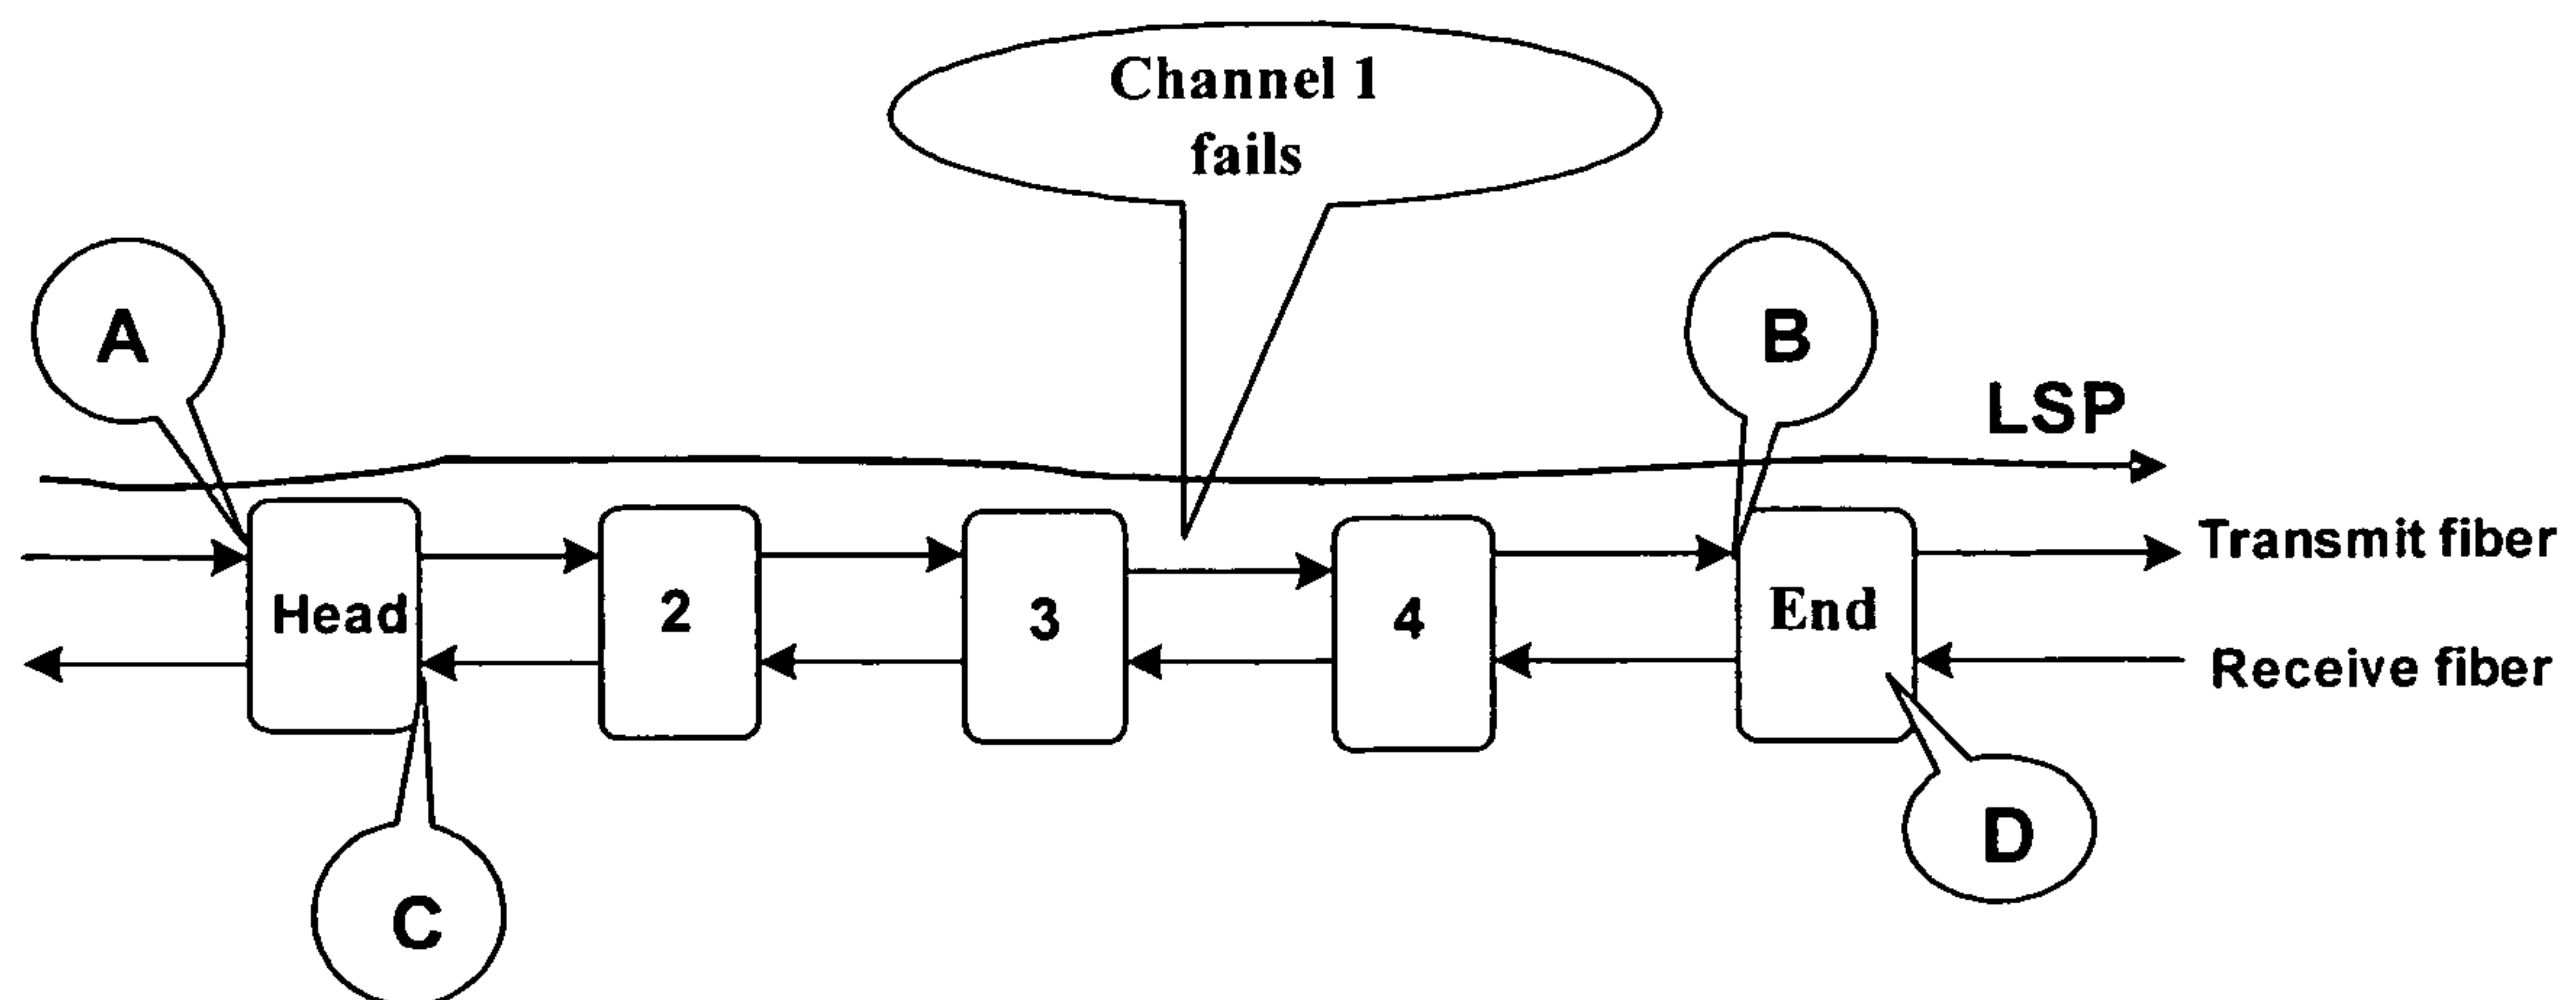 Channel 1
fails
A
B
LSP
Transmit fiber
Head
2
3
4
End
Receive fiber
D
C